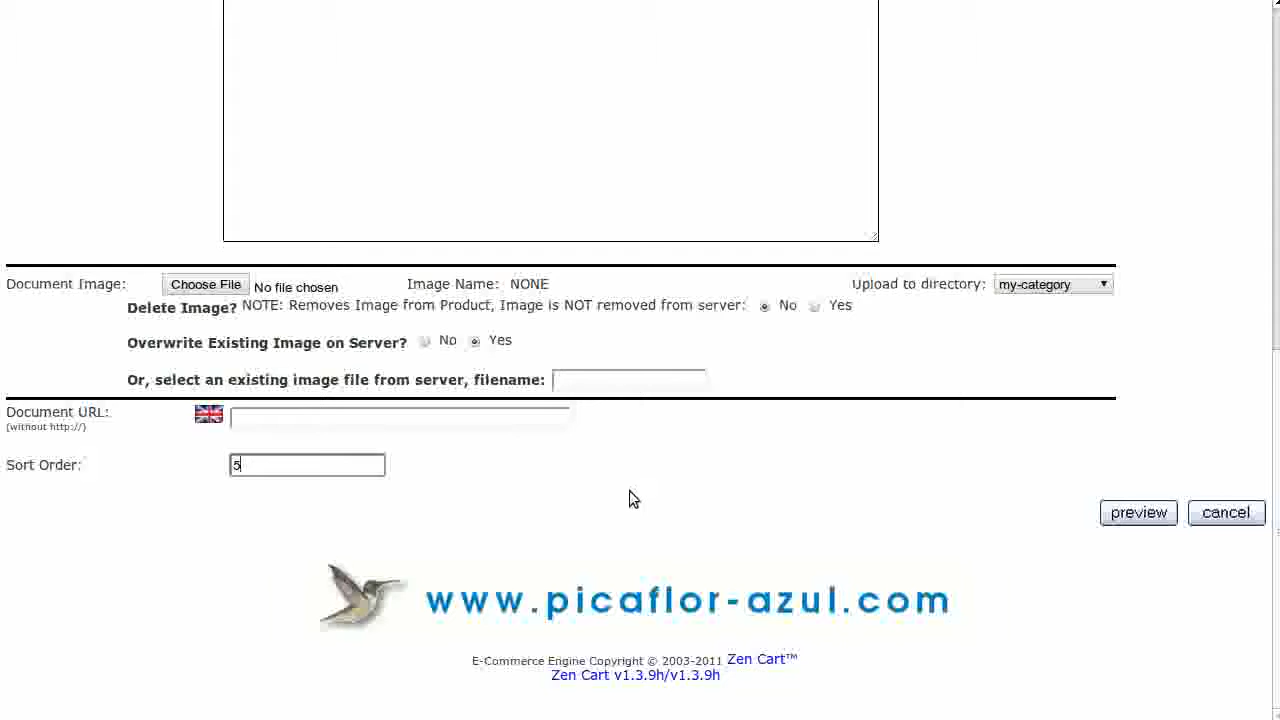 Document Image: Choose File No file chosen Image Name: NONE Upload to directory: my-category
Delete Image? NOTE: Removes Image from Product, Image is NOT removed from server: No Yes
Overwrite Existing Image on Server? No Yes
Or, select an existing image file from server, filename:
Document URL:
(without http://)
Sort Order: 5
preview cancel
www.picaflor-azul.com
E-Commerce Engine Copyright © 2003-2011 Zen Cart™
Zen Cart v1.3.9h/v1.3.9h